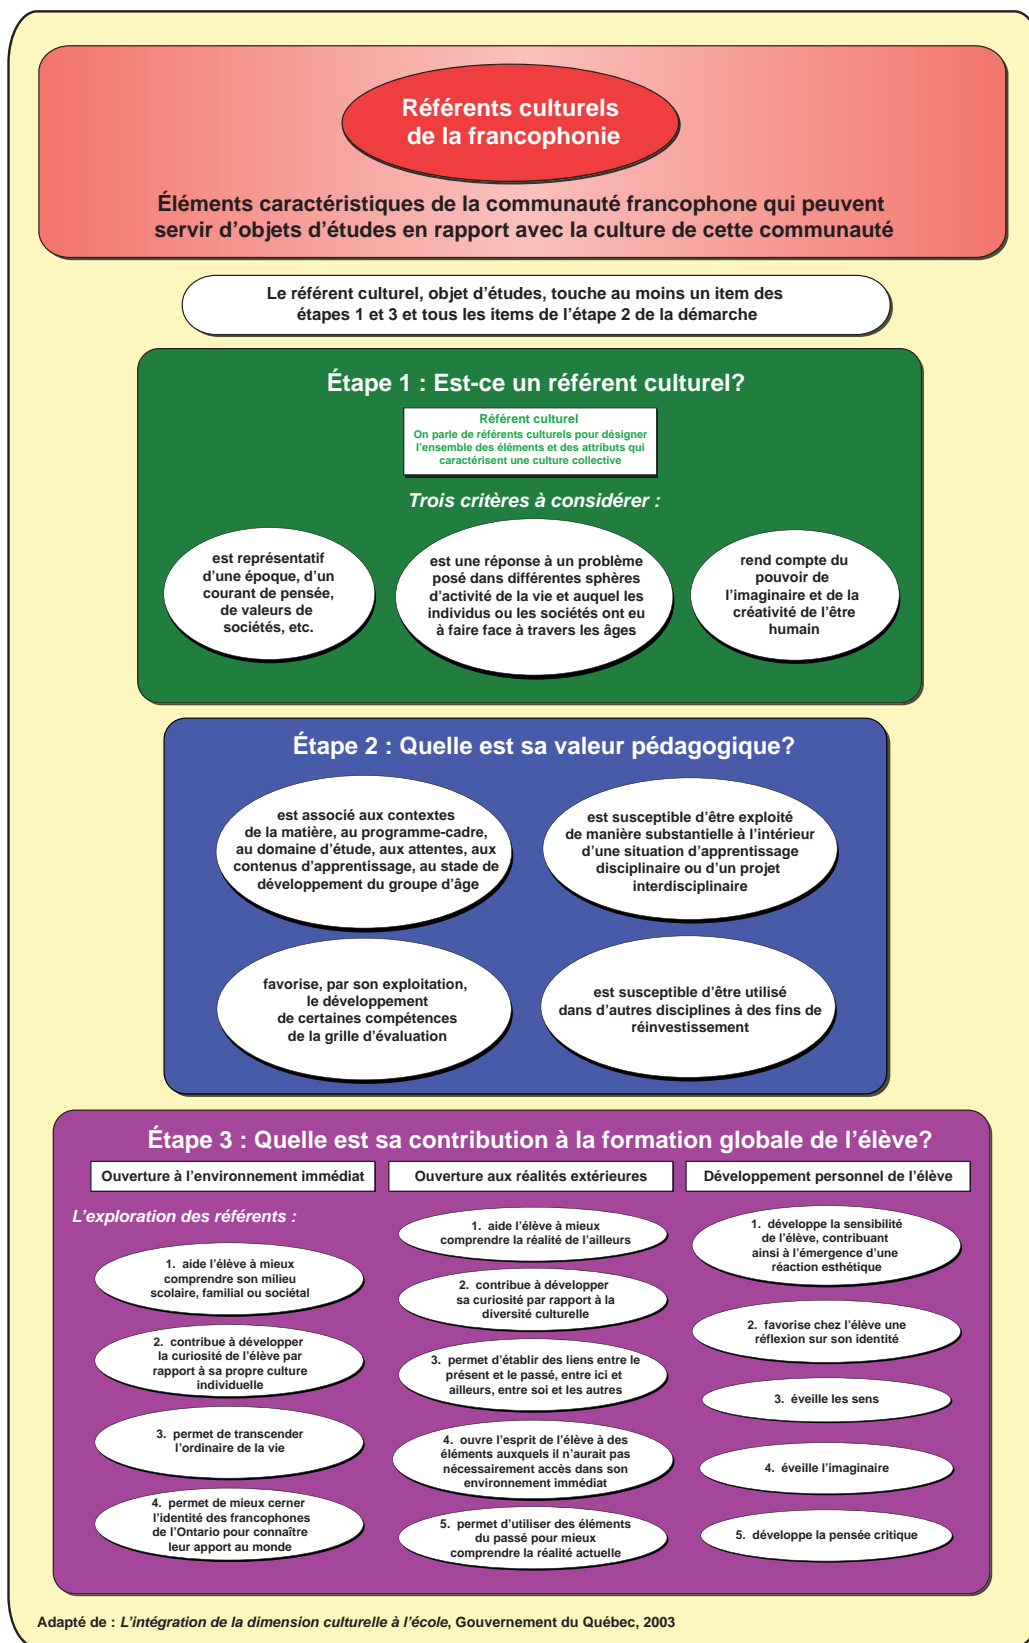 Référents culturels
de la francophonie
Éléments caractéristiques de la communauté francophone qui peuvent
servir d'objets d'études en rapport avec la culture de cette communauté
Le référent culturel, objet d'études, touche au moins un item des
étapes 1 et 3 et tous les items de l'étape 2 de la démarche
Étape 1 : Est-ce un référent culturel?
Référent culturel
On parle de référents culturels pour désigner
l'ensemble des éléments et des attributs qui
caractérisent une culture collective
Trois critères à considérer :
est représentatif
d'une époque, d'un
courant de pensée,
de valeurs de
sociétés, etc.
est une réponse à un problème
posé dans différentes sphères
d'activité de la vie et auquel les
individus ou les sociétés ont eu
à faire face à travers les âges
rend compte du
pouvoir de
l'imaginaire et de la
créativité de l'être
humain
Étape 2 : Quelle est sa valeur pédagogique?
est associé aux contextes
de la matière, au programme-cadre,
au domaine d'étude, aux attentes, aux
contenus d'apprentissage, au stade de
développement du groupe d'âge
est susceptible d'être exploité
de manière substantielle à l'intérieur
d'une situation d'apprentissage
disciplinaire ou d'un projet
interdisciplinaire
favorise, par son exploitation,
le développement
de certaines compétences
de la grille d'évaluation
est susceptible d'être utilisé
dans d'autres disciplines à des fins de
réinvestissement
Étape 3 : Quelle est sa contribution à la formation globale de l'élève?
Ouverture à l'environnement immédiat
L'exploration des référents :
1. aide l'élève à mieux
comprendre son milieu
scolaire, familial ou sociétal
2. contribue à développer
la curiosité de l'élève par
rapport à sa propre culture
individuelle
3. permet de transcender
l'ordinaire de la vie
4. permet de mieux cerner
l'identité des francophones
de l'Ontario pour connaître
leur apport au monde
Ouverture aux réalités extérieures
1. aide l'élève à mieux
comprendre la réalité de l'ailleurs
2. contribue à développer
sa curiosité par rapport à la
diversité culturelle
3. permet d'établir des liens entre le
présent et le passé, entre ici et
ailleurs, entre soi et les autres
4. ouvre l'esprit de l'élève à des
éléments auxquels il n'aurait pas
nécessairement accès dans son
environnement immédiat
5. permet d'utiliser des éléments
du passé pour mieux
comprendre la réalité actuelle
Développement personnel de l'élève
1. développe la sensibilité
de l'élève, contribuant
ainsi à l'émergence d'une
réaction esthétique
2. favorise chez l'élève une
réflexion sur son identité
3. éveille les sens
4. éveille l'imaginaire
5. développe la pensée critique
Adapté de : L'intégration de la dimension culturelle à l'école, Gouvernement du Québec, 2003